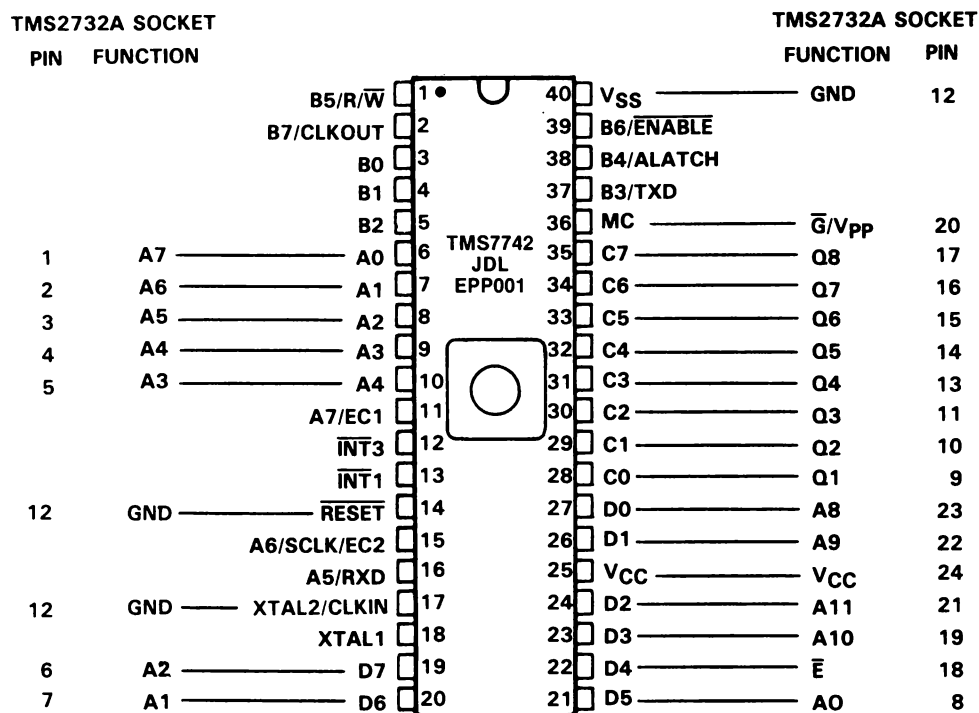 TMS2732A SOCKET TMS2732A SOCKET
PIN FUNCTION FUNCTION PIN
B5/R/W̅ 1 40 VSS GND 12
B7/CLKOUT 2 39 B6/E̅N̅A̅B̅L̅E̅
B0 3 38 B4/ALATCH
B1 4 37 B3/TXD
B2 5 36 MC G̅/VPP 20
1 A7 A0 6 TMS7742 35 C7 Q8 17
JDL
2 A6 A1 7 EPP001 34 C6 Q7 16
3 A5 A2 8 33 C5 Q6 15
4 A4 A3 9 32 C4 Q5 14
5 A3 A4 10 31 C3 Q4 13
A7/EC1 11 30 C2 Q3 11
I̅N̅T̅3 12 29 C1 Q2 10
I̅N̅T̅1 13 28 C0 Q1 9
12 GND R̅E̅S̅E̅T̅ 14 27 D0 A8 23
A6/SCLK/EC2 15 26 D1 A9 22
A5/RXD 16 25 VCC VCC 24
12 GND XTAL2/CLKIN 17 24 D2 A11 21
XTAL1 18 23 D3 A10 19
6 A2 D7 19 22 D4 E̅ 18
7 A1 D6 20 21 D5 A0 8